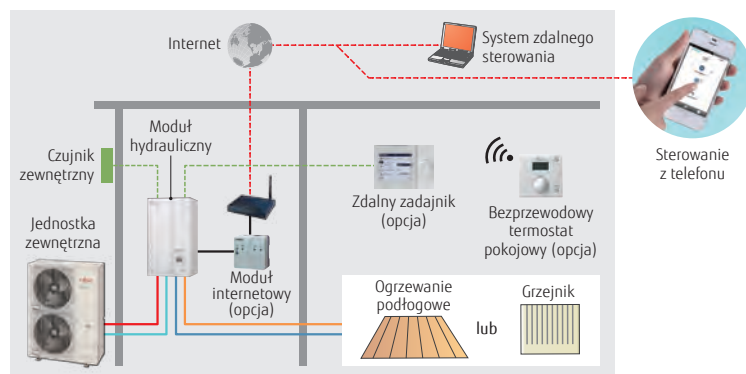 Internet
System zdalnego
sterowania
Sterowanie
z telefonu
Moduł
hydrauliczny
Czujnik
zewnętrzny
Jednostka
zewnętrzna
Zdalny zadajnik
(opcja)
Bezprzewodowy
termostat
pokojowy (opcja)
Moduł
internetowy
(opcja)
Ogrzewanie
podłogowe
lub
Grzejnik